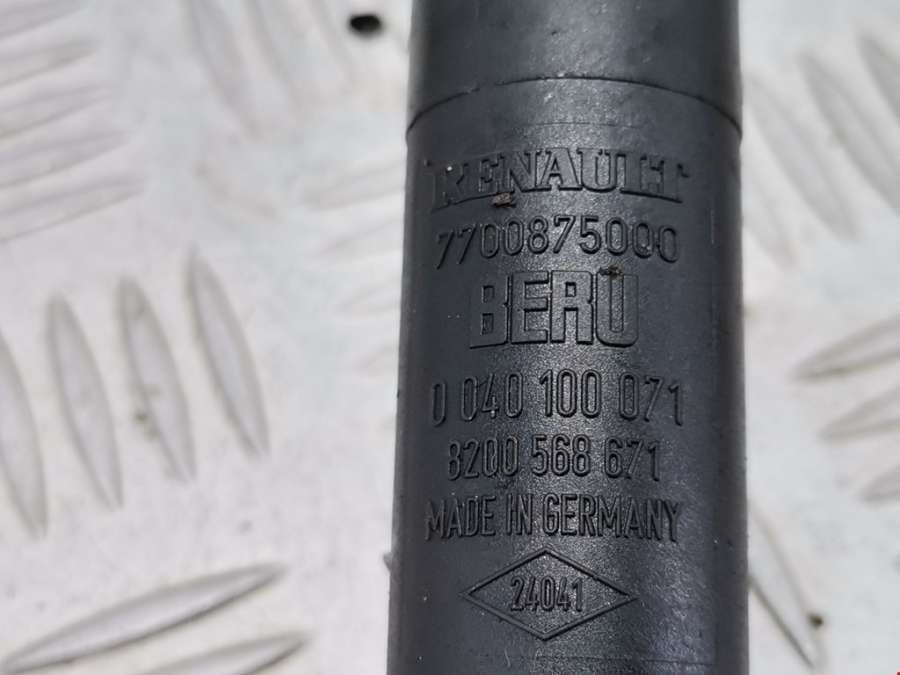 RENAULT
7700875000
BERU
0 040 100 071
8200 568 671
MADE IN GERMANY
24041